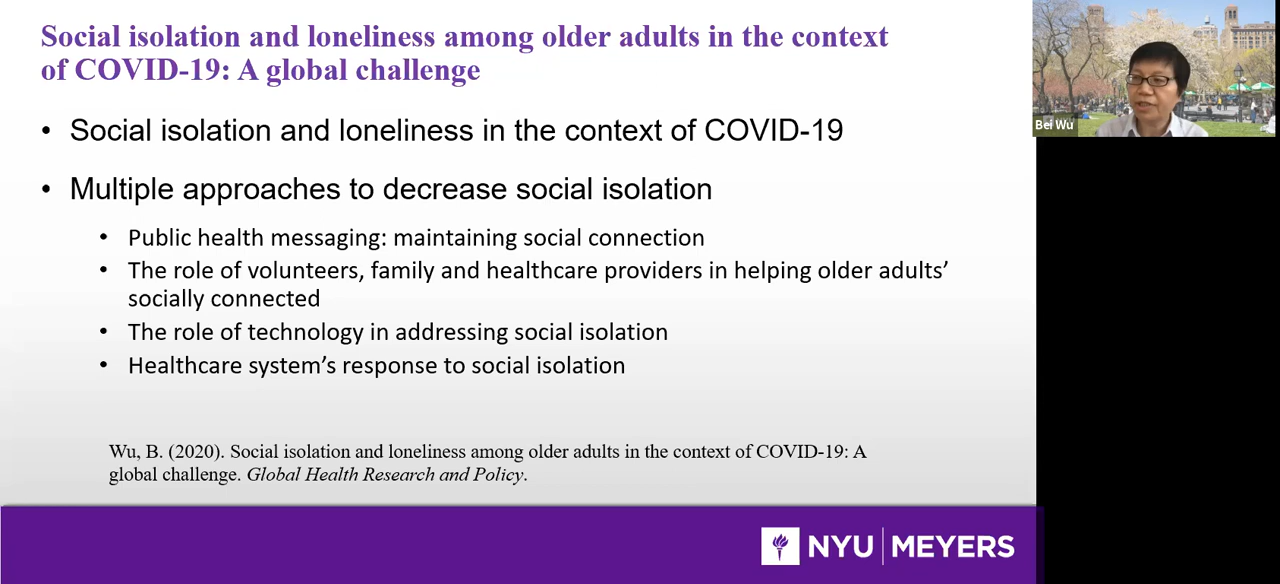 Social isolation and loneliness among older adults in the context
of COVID-19: A global challenge
• Social isolation and loneliness in the context of COVID-19
• Multiple approaches to decrease social isolation
• Public health messaging: maintaining social connection
• The role of volunteers, family and healthcare providers in helping older adults’
socially connected
• The role of technology in addressing social isolation
• Healthcare system’s response to social isolation
Wu, B. (2020). Social isolation and loneliness among older adults in the context of COVID-19: A
global challenge. Global Health Research and Policy.
NYU | MEYERS
Bei Wu